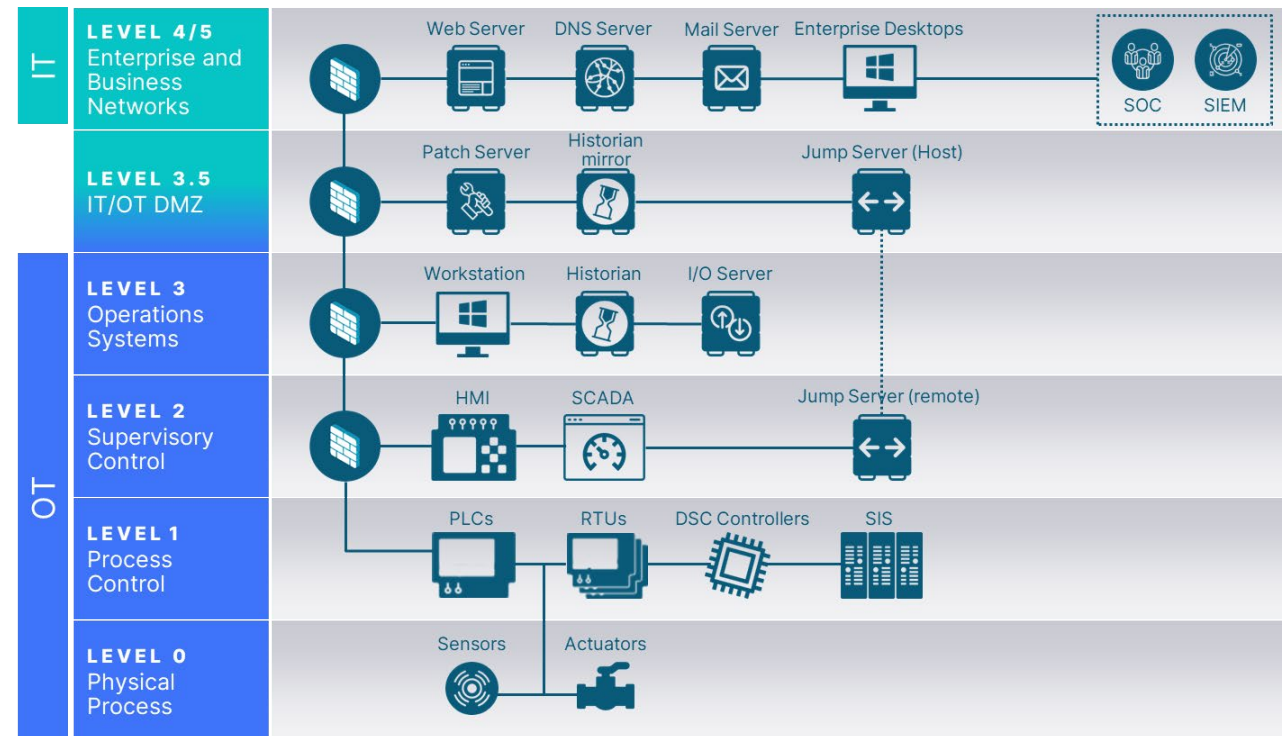 IT
LEVEL 4/5
Enterprise and
Business
Networks
Web Server
DNS Server
Mail Server
Enterprise Desktops
SOC
SIEM
LEVEL 3.5
IT/OT DMZ
Patch Server
Historian
mirror
Jump Server (Host)
OT
LEVEL 3
Operations
Systems
Workstation
Historian
I/O Server
LEVEL 2
Supervisory
Control
HMI
SCADA
Jump Server (remote)
LEVEL 1
Process
Control
PLCs
RTUs
DSC Controllers
SIS
LEVEL 0
Physical
Process
Sensors
Actuators